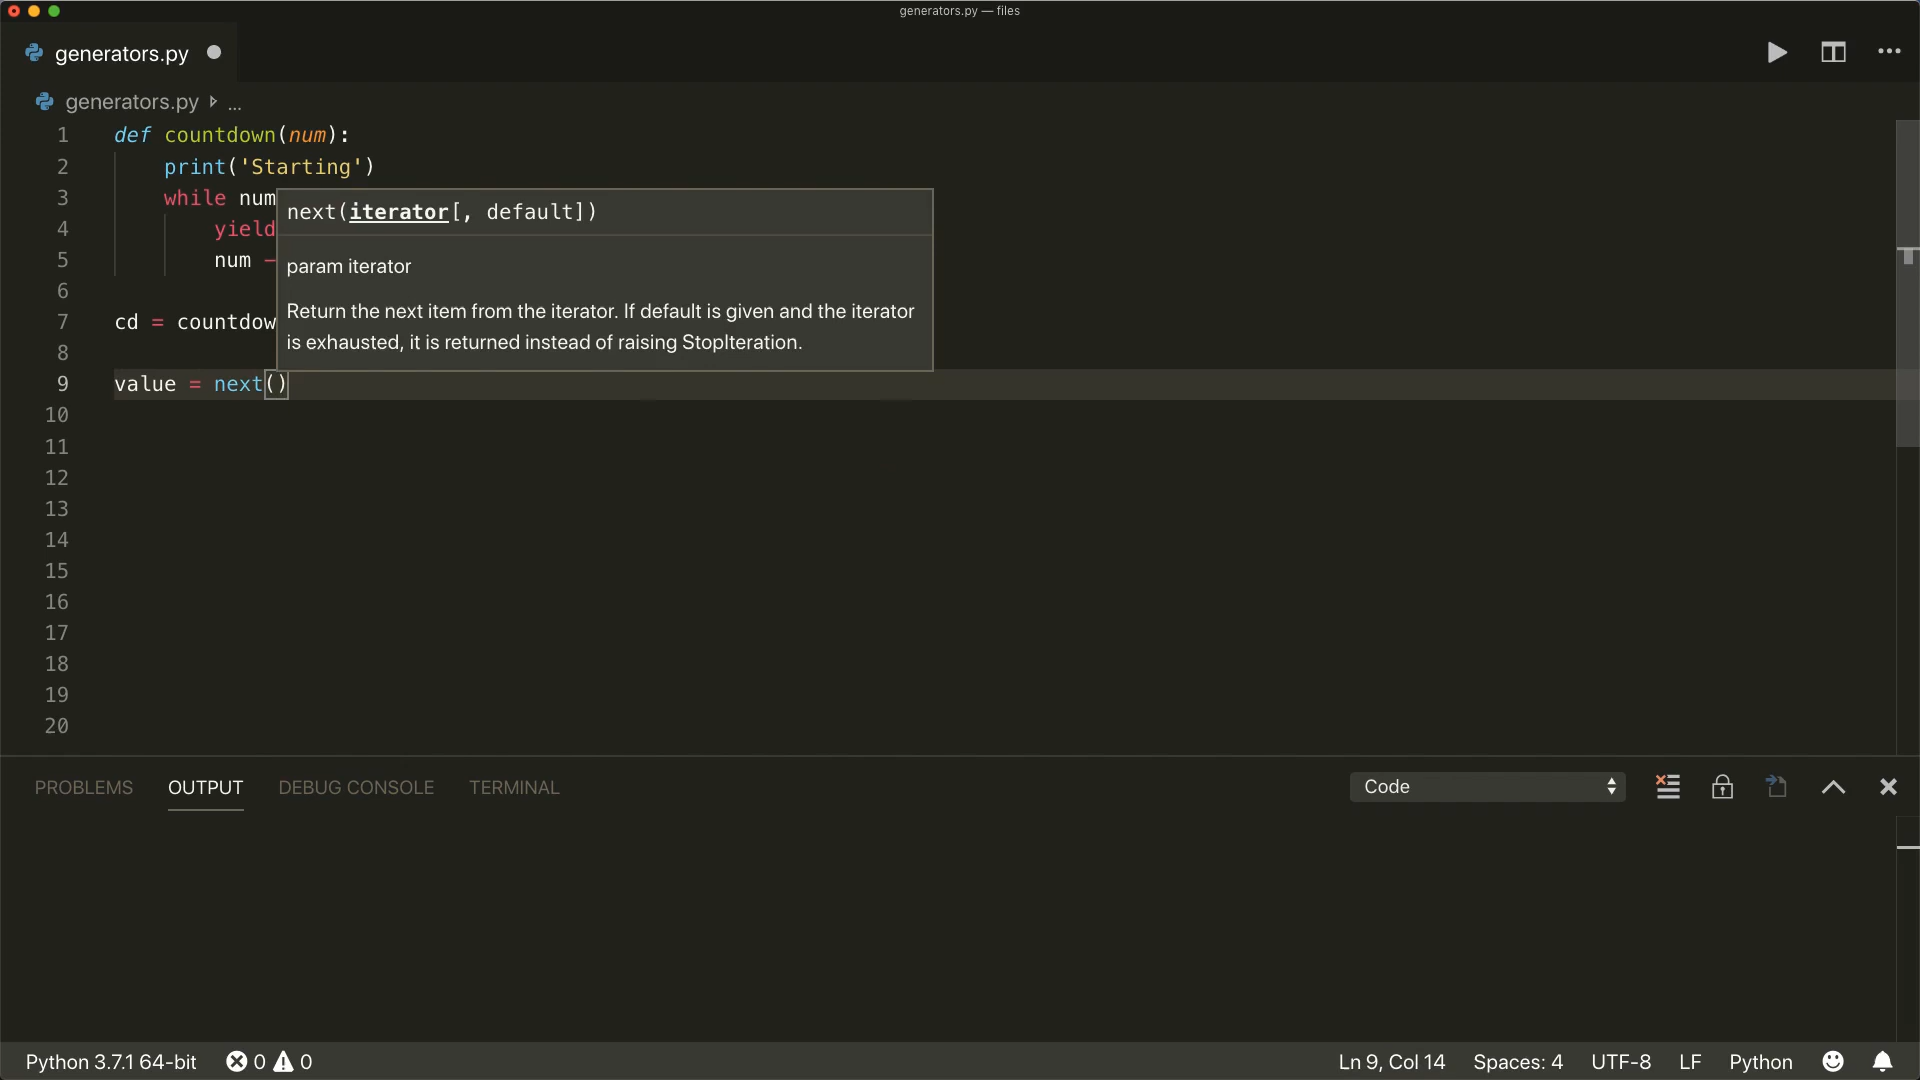 generators.py — files
generators.py
generators.py ...
1 def countdown(num):
2 print('Starting')
3 while num
4 yield
5 num -
6
7 cd = countdow
8
9 value = next()
10
11
12
13
14
15
16
17
18
19
20
next(iterator[, default])
param iterator
Return the next item from the iterator. If default is given and the iterator
is exhausted, it is returned instead of raising StopIteration.
PROBLEMS OUTPUT DEBUG CONSOLE TERMINAL Code
Python 3.7.1 64-bit 0 0 Ln 9, Col 14 Spaces: 4 UTF-8 LF Python